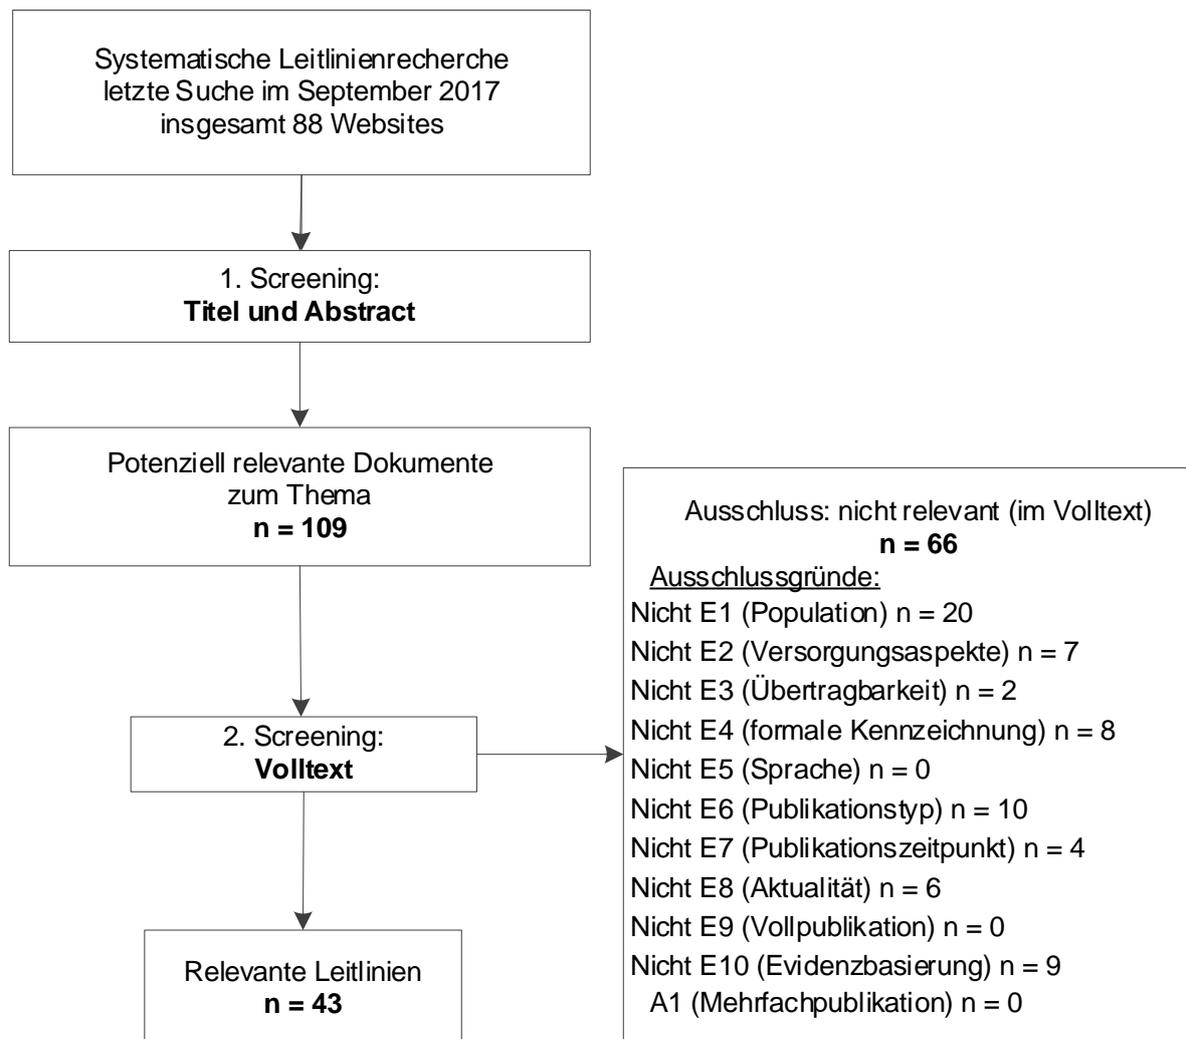 Systematische Leitlinienrecherche
letzte Suche im September 2017
insgesamt 88 Websites
1. Screening:
Titel und Abstract
Potenziell relevante Dokumente
zum Thema
n = 109
2. Screening:
Volltext
Ausschluss: nicht relevant (im Volltext)
n = 66
Ausschlussgründe:
Nicht E1 (Population) n = 20
Nicht E2 (Versorgungsaspekte) n = 7
Nicht E3 (Übertragbarkeit) n = 2
Nicht E4 (formale Kennzeichnung) n = 8
Nicht E5 (Sprache) n = 0
Nicht E6 (Publikationstyp) n = 10
Nicht E7 (Publikationszeitpunkt) n = 4
Nicht E8 (Aktualität) n = 6
Nicht E9 (Vollpublikation) n = 0
Nicht E10 (Evidenzbasierung) n = 9
A1 (Mehrfachpublikation) n = 0
Relevante Leitlinien
n = 43